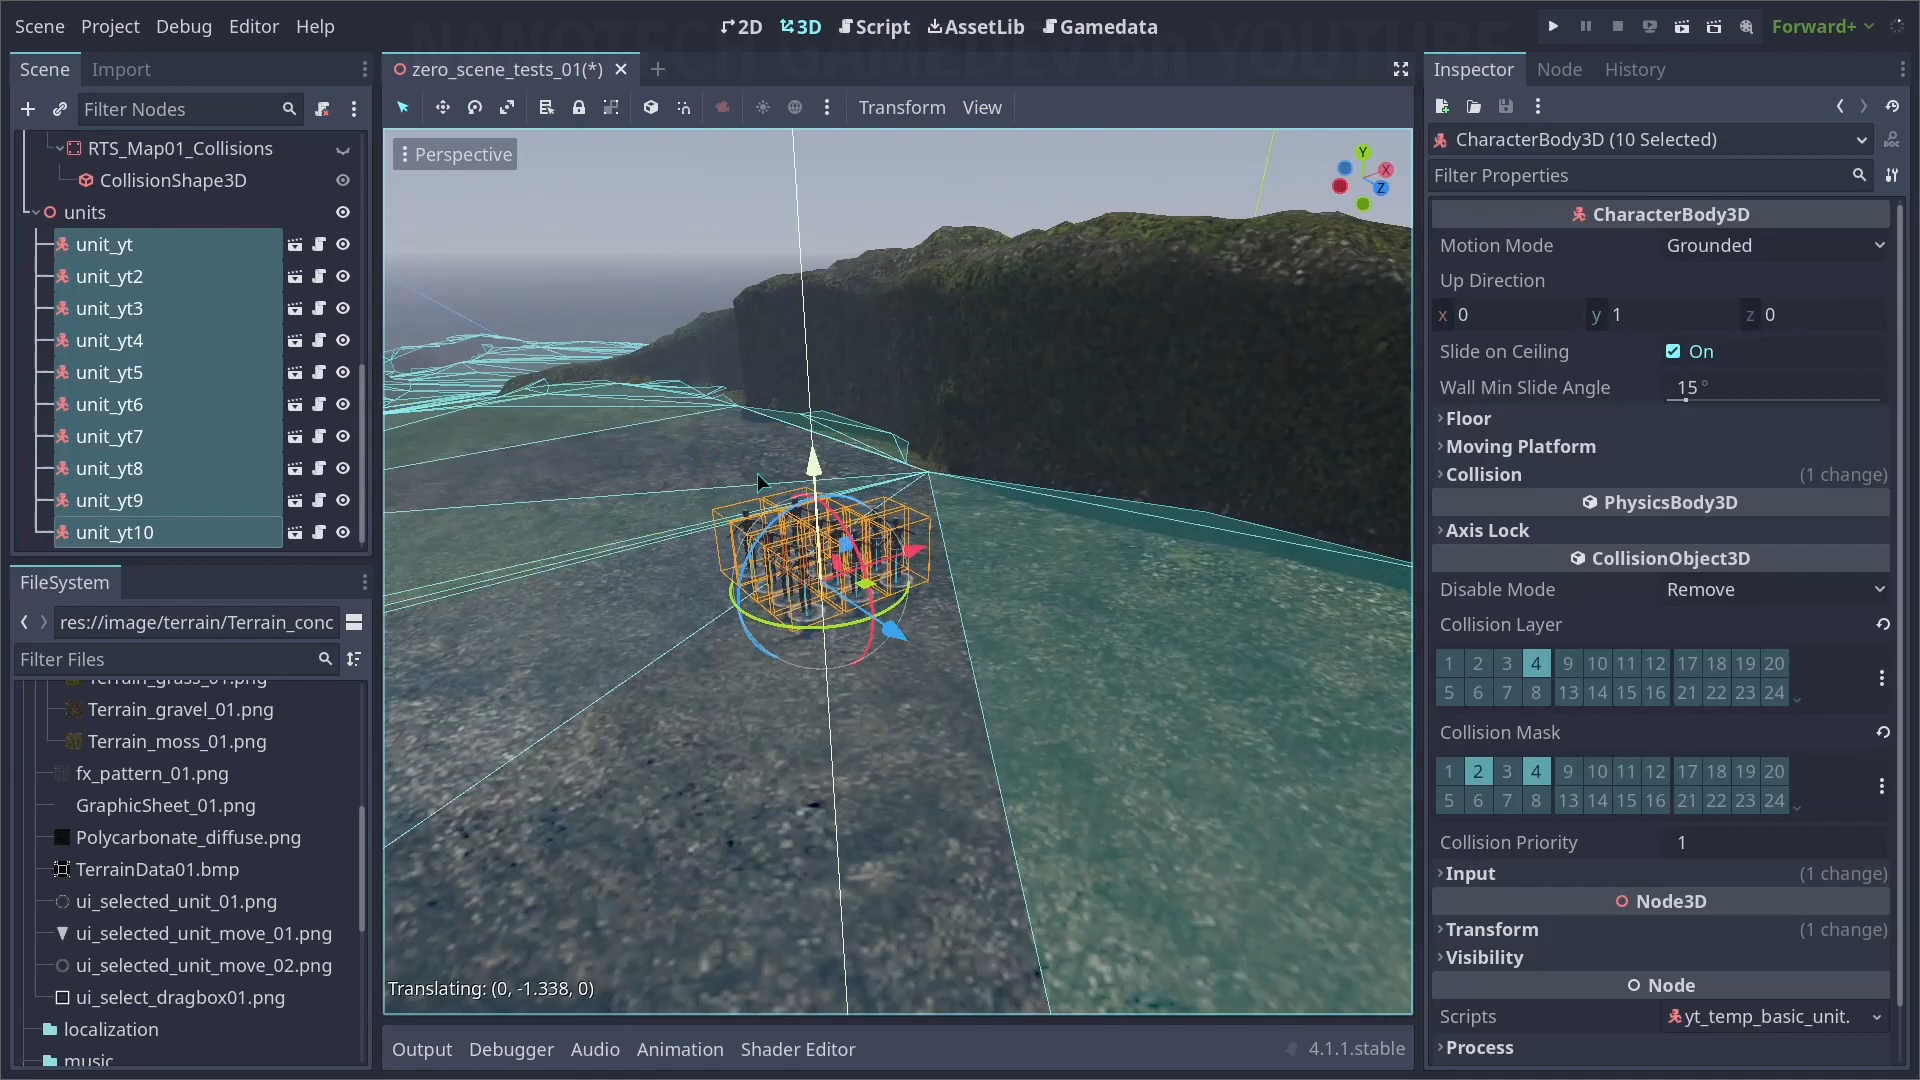 Scene Project Debug Editor Help
2D 3D Script AssetLib Gamedata
Forward+
Scene Import
Filter Nodes
RTS_Map01_Collisions
CollisionShape3D
units
unit_yt
unit_yt2
unit_yt3
unit_yt4
unit_yt5
unit_yt6
unit_yt7
unit_yt8
unit_yt9
unit_yt10
FileSystem
res://image/terrain/Terrain_conc
Filter Files
Terrain_grass_01.png
Terrain_gravel_01.png
Terrain_moss_01.png
fx_pattern_01.png
GraphicSheet_01.png
Polycarbonate_diffuse.png
TerrainData01.bmp
ui_selected_unit_01.png
ui_selected_unit_move_01.png
ui_selected_unit_move_02.png
ui_select_dragbox01.png
localization
music
zero_scene_tests_01(*)
Transform View
Perspective
Y
X
Z
Translating: (0, -1.338, 0)
Output Debugger Audio Animation Shader Editor
4.1.1.stable
Inspector Node History
CharacterBody3D (10 Selected)
Filter Properties
CharacterBody3D
Motion Mode Grounded
Up Direction
x 0 y 1 z 0
Slide on Ceiling On
Wall Min Slide Angle 15 °
Floor
Moving Platform
Collision (1 change)
PhysicsBody3D
Axis Lock
CollisionObject3D
Disable Mode Remove
Collision Layer
1 2 3 4 9 10 11 12 17 18 19 20
5 6 7 8 13 14 15 16 21 22 23 24
Collision Mask
1 2 3 4 9 10 11 12 17 18 19 20
5 6 7 8 13 14 15 16 21 22 23 24
Collision Priority 1
Input (1 change)
Node3D
Transform (1 change)
Visibility
Node
Scripts yt_temp_basic_unit.
Process